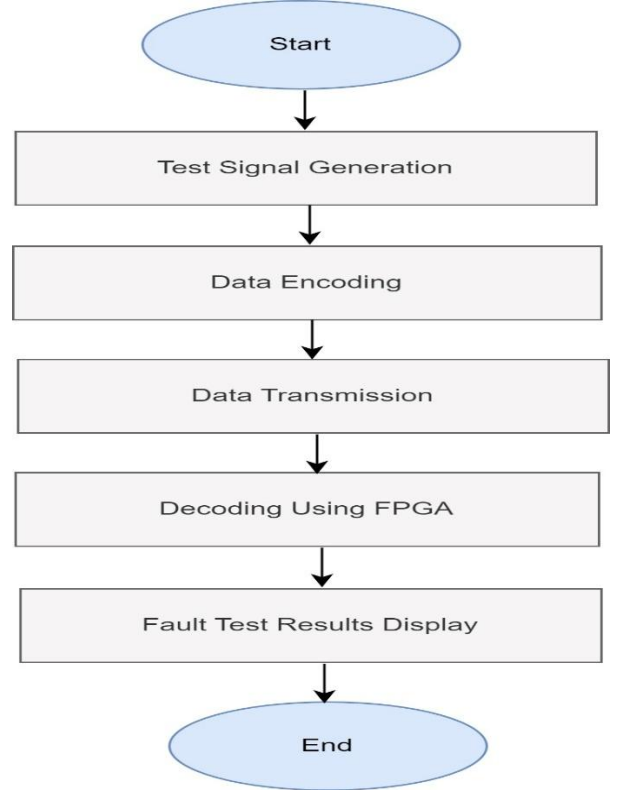 Start
Test Signal Generation
Data Encoding
Data Transmission
Decoding Using FPGA
Fault Test Results Display
End